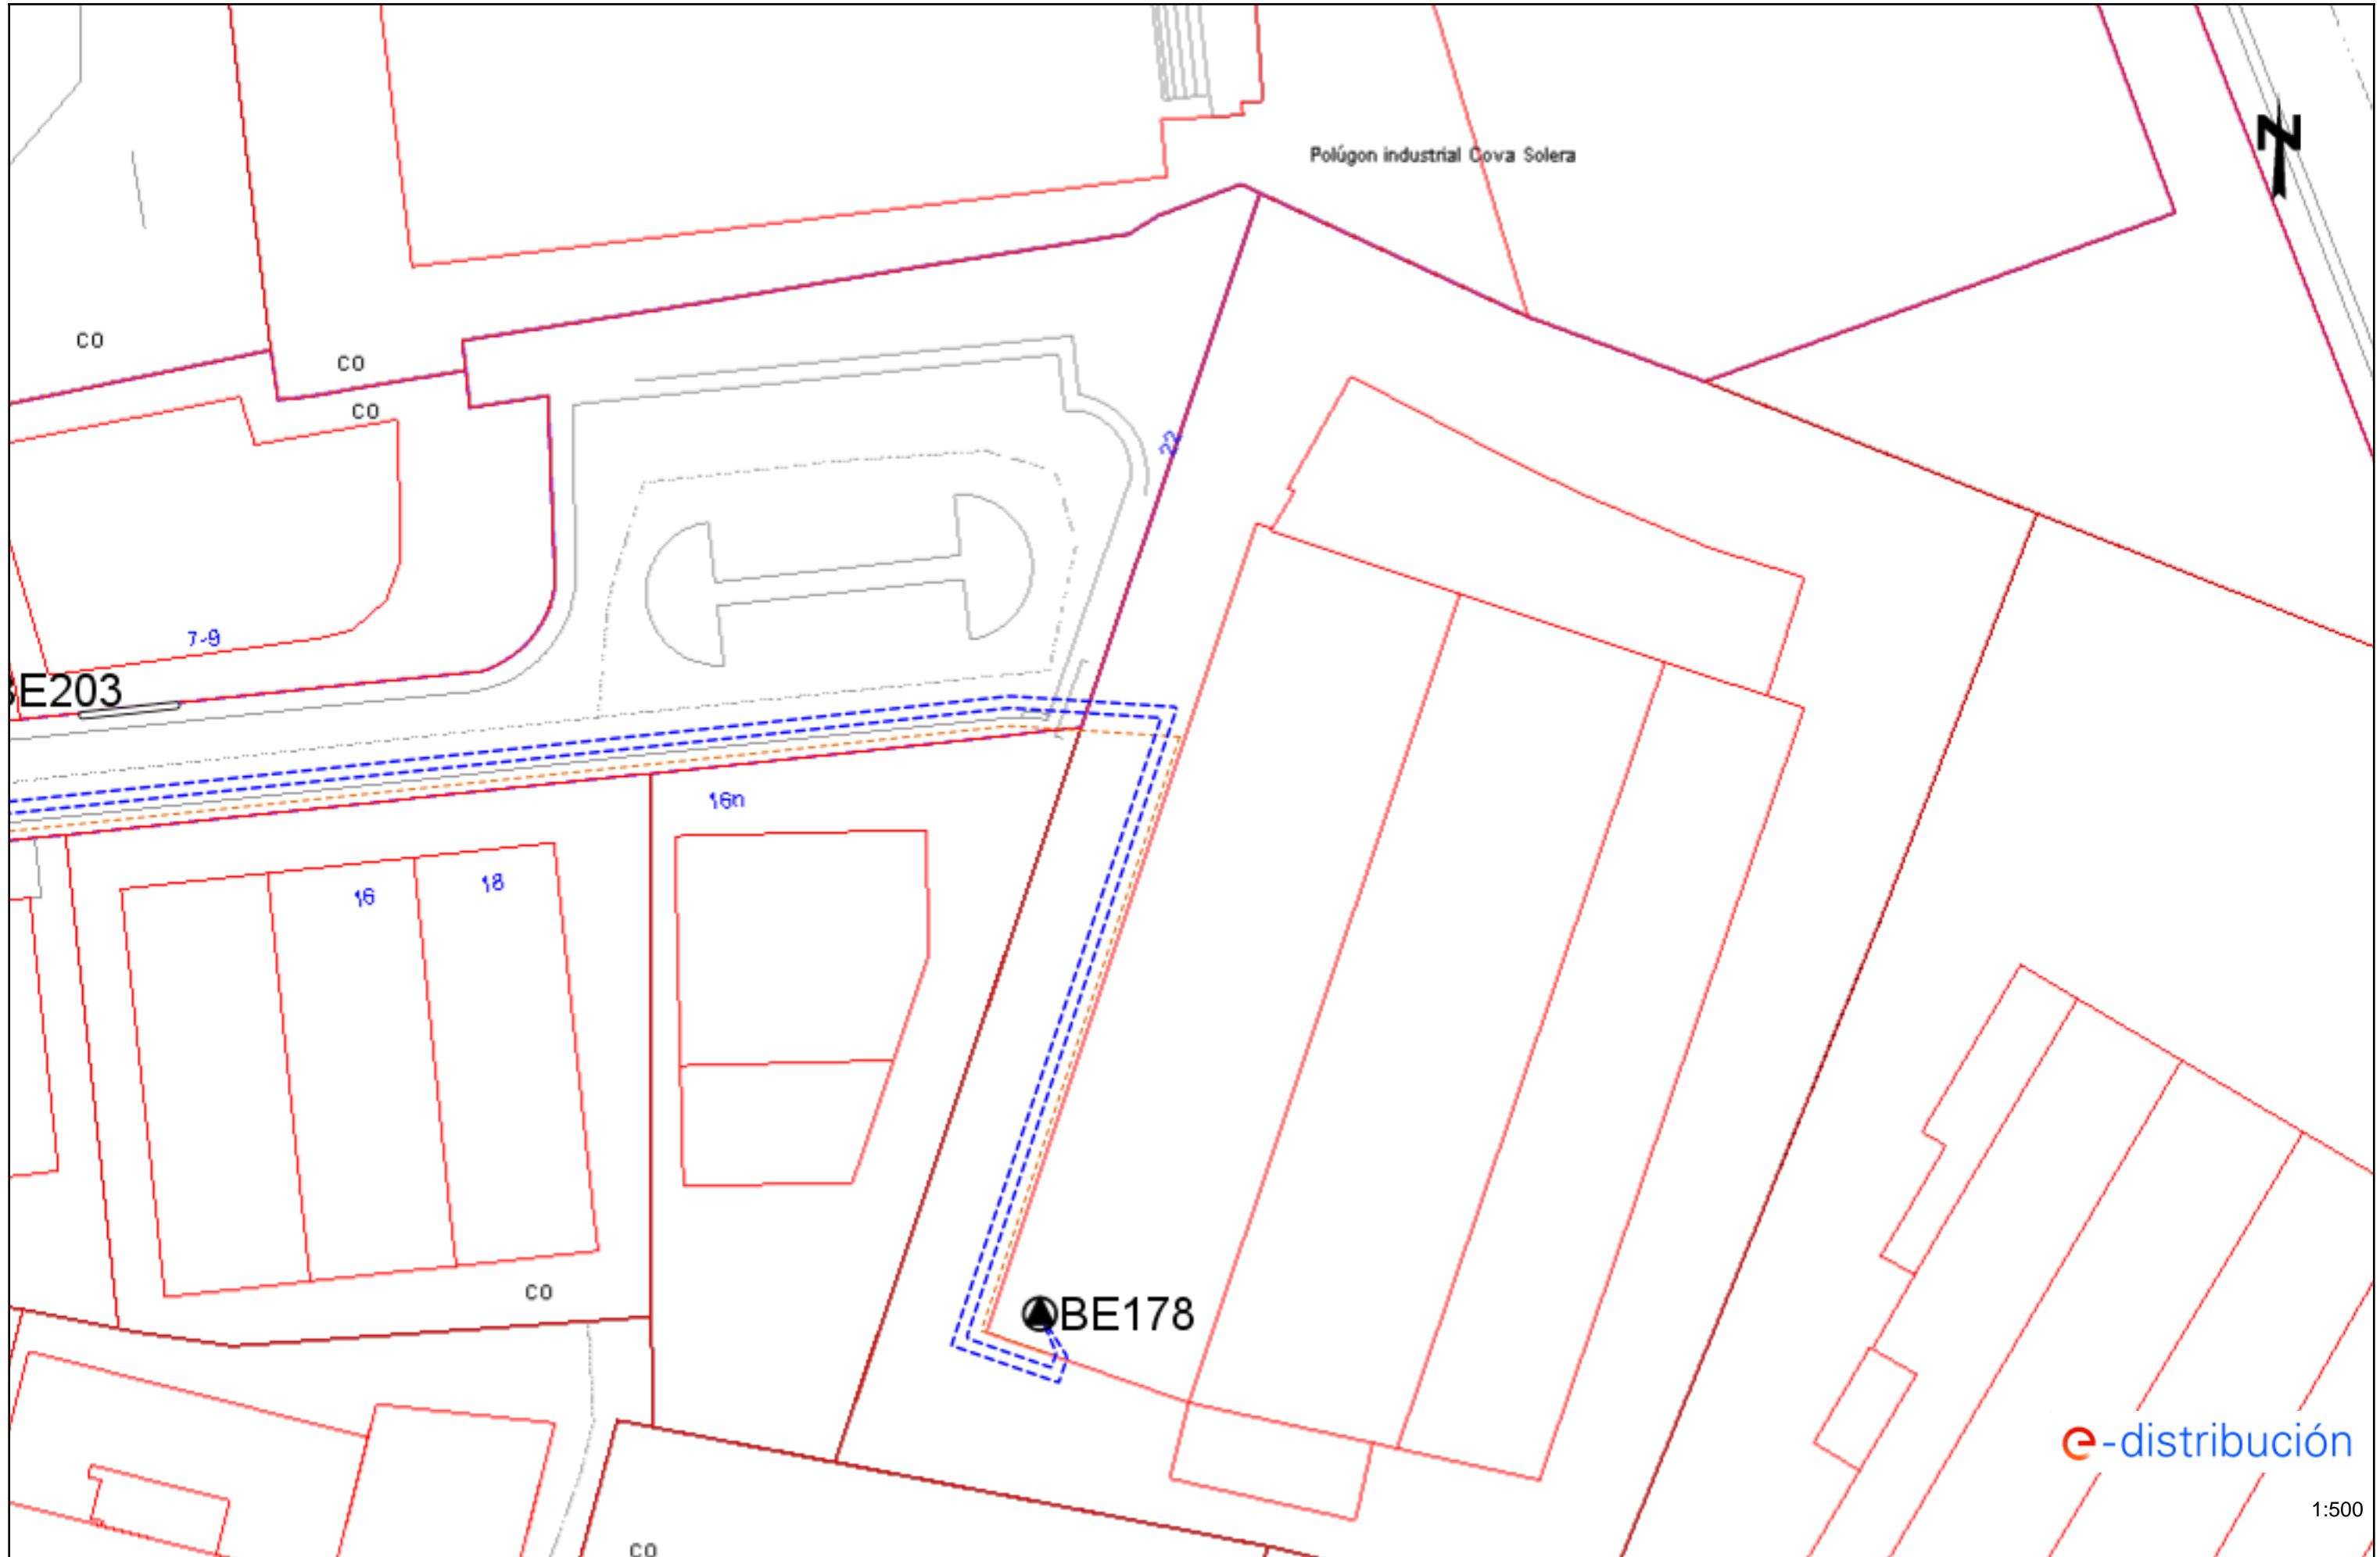 Polúgon industrial Cova Solera
N
CO
CO
CO
22
7-9
BE203
16n
16
18
CO
BE178
e-distribución
1:500
CO